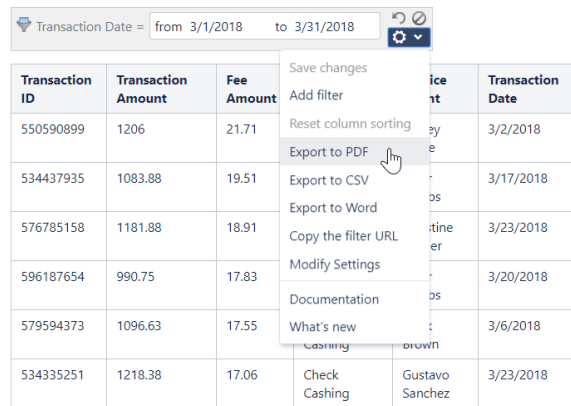 Transaction Date = from 3/1/2018 to 3/31/2018
Save changes
Add filter
Reset column sorting
Export to PDF
Export to CSV
Export to Word
Copy the filter URL
Modify Settings
Documentation
What's new
Transaction Transaction Fee Transaction
ID Amount Amount Date
550590899 1206 21.71 3/2/2018
534437935 1083.88 19.51 3/17/2018
576785158 1181.88 18.91 3/23/2018
596187654 990.75 17.83 3/20/2018
579594373 1096.63 17.55 3/6/2018
Cashing Brown
534335251 1218.38 17.06 Check Gustavo 3/23/2018
Cashing Sanchez